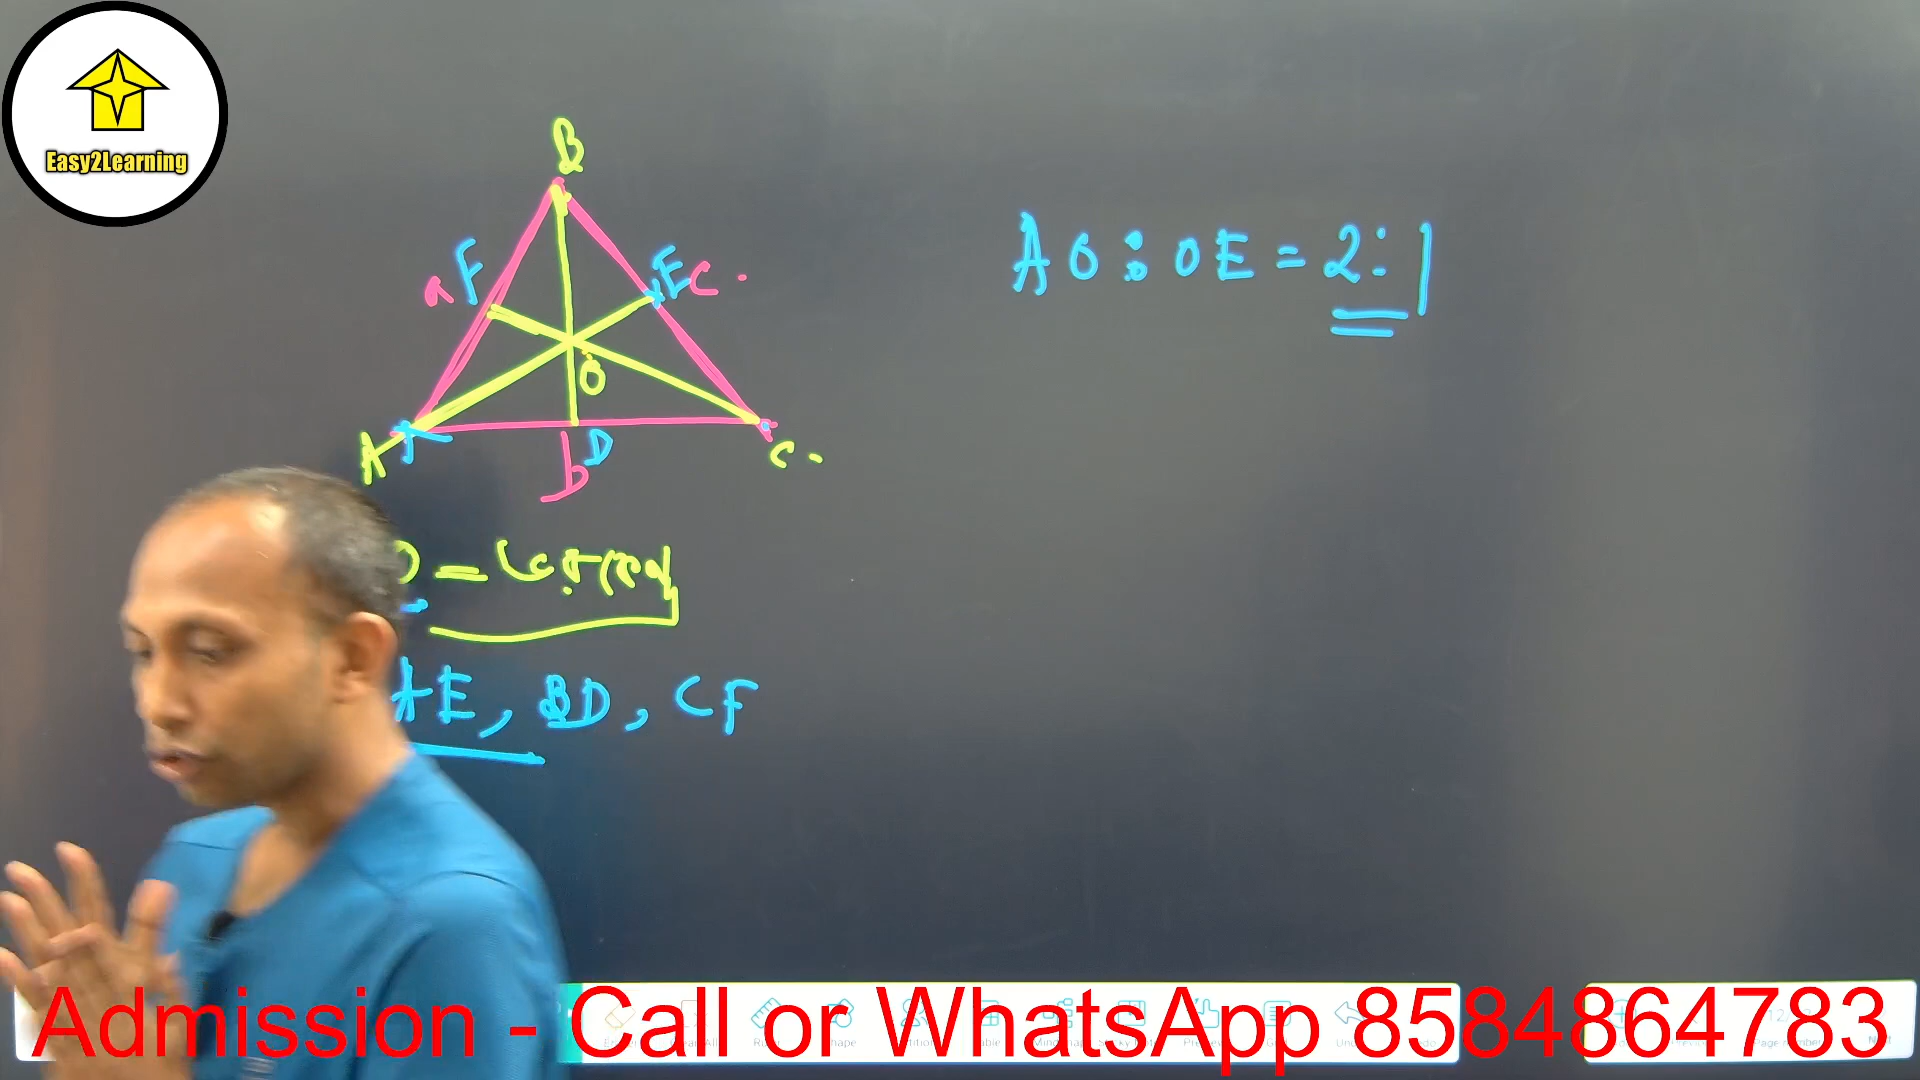 Easy2Learning
B
a F
E C
O
A
D
b
C
AO : OE = 2:1
O =
AE, BD, CF
Admission - Call or WhatsApp 8584864783